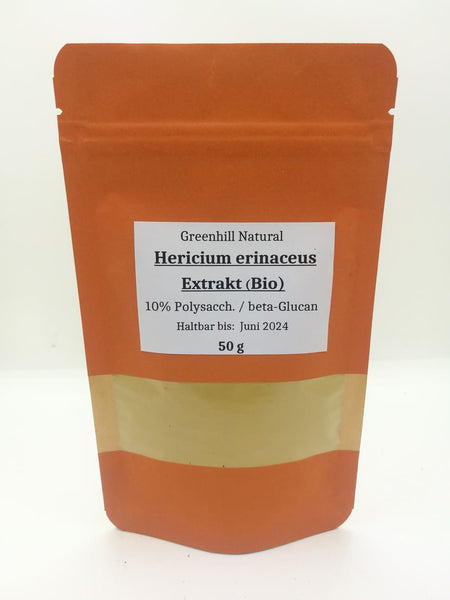 Greenhill Natural
Hericium erinaceus
Extrakt (Bio)
10% Polysacch. / beta-Glucan
Haltbar bis: Juni 2024
50 g